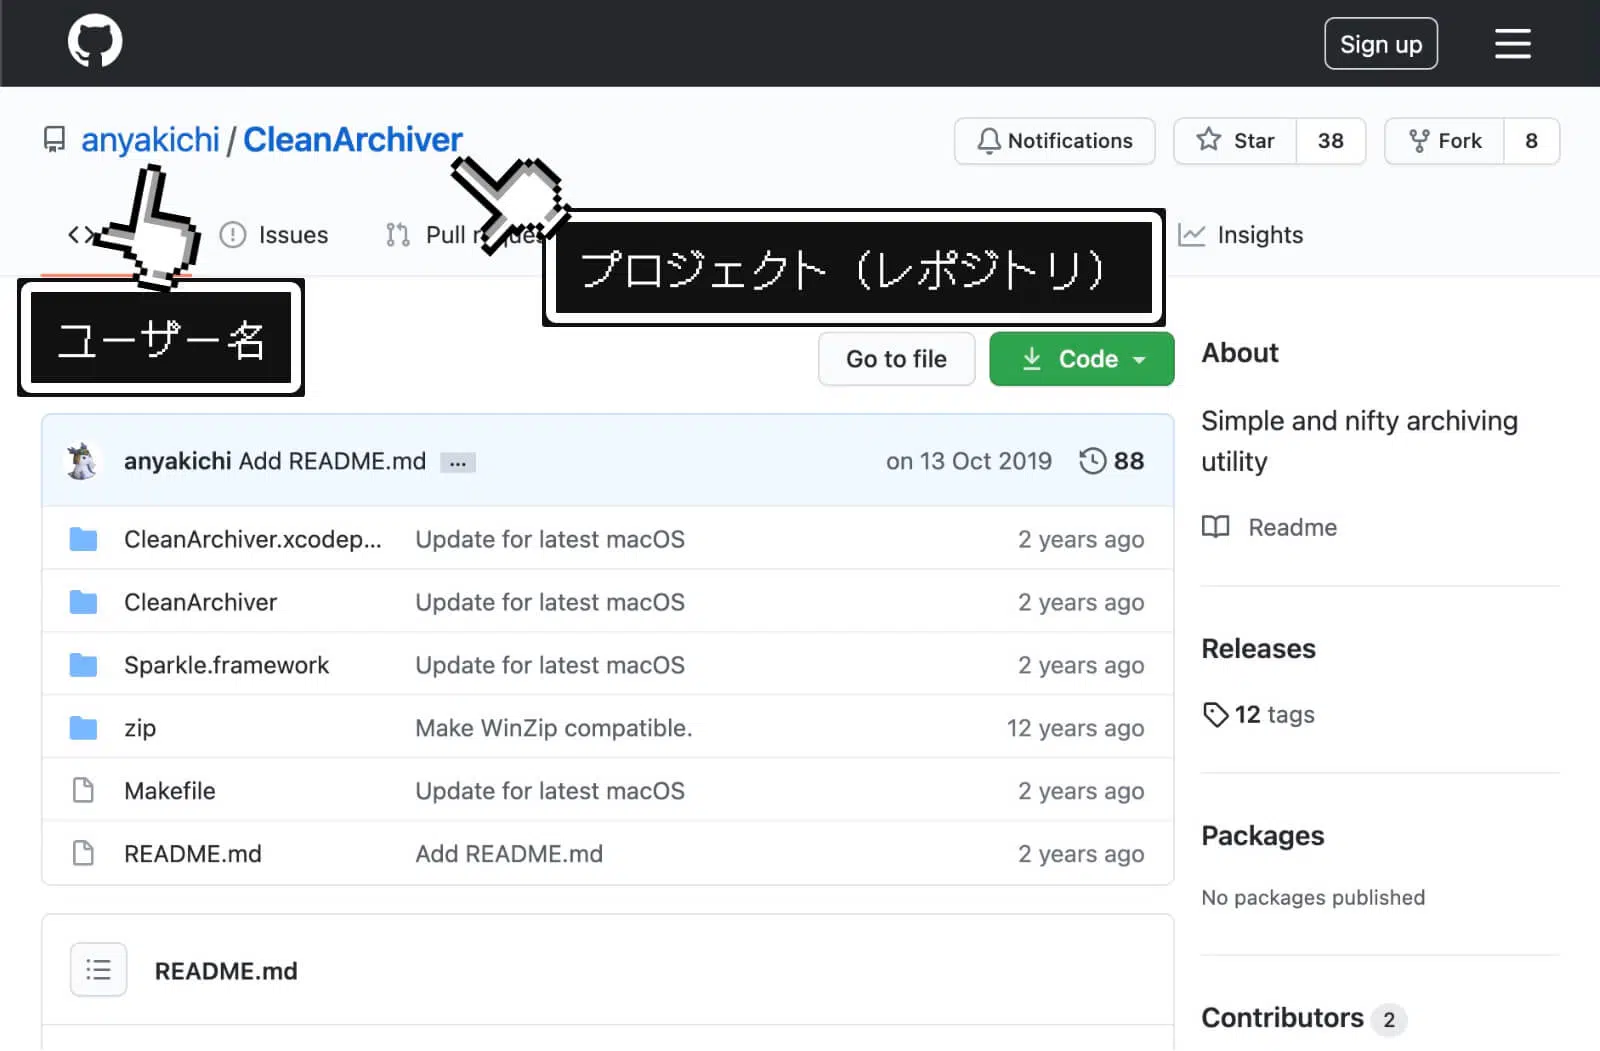 Sign up
anyakichi / CleanArchiver
Notifications
Star 38
Fork 8
Issues
Pull
Insights
プロジェクト（レポジトリ）
ユーザー名
Go to file
Code
anyakichi Add README.md ... on 13 Oct 2019 88
CleanArchiver.xcodep... Update for latest macOS 2 years ago
CleanArchiver Update for latest macOS 2 years ago
Sparkle.framework Update for latest macOS 2 years ago
zip Make WinZip compatible. 12 years ago
Makefile Update for latest macOS 2 years ago
README.md Add README.md 2 years ago
README.md
About
Simple and nifty archiving
utility
Readme
Releases
12 tags
Packages
No packages published
Contributors 2